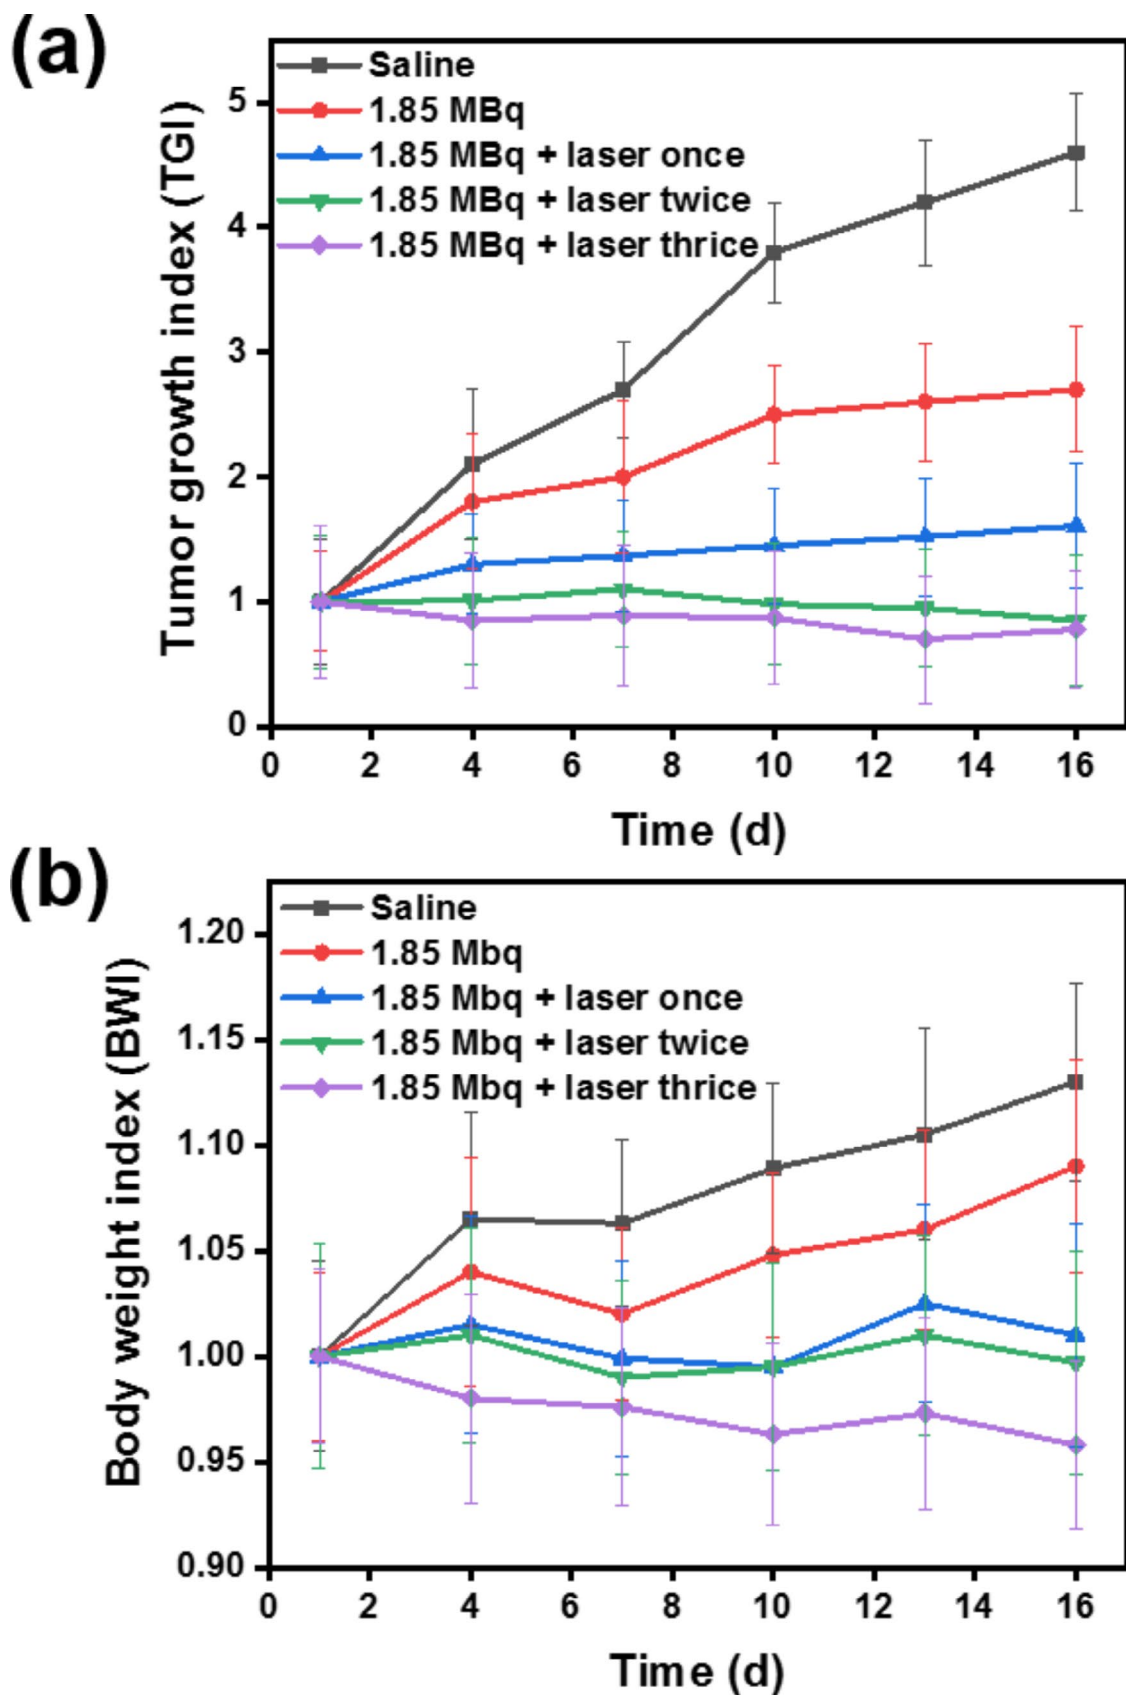 (a)
Saline
1.85 MBq
1.85 MBq + laser once
1.85 MBq + laser twice
1.85 MBq + laser thrice
Tumor growth index (TGI)
5
4
3
2
1
0
0 2 4 6 8 10 12 14 16
Time (d)
(b)
Saline
1.85 Mbq
1.85 Mbq + laser once
1.85 Mbq + laser twice
1.85 Mbq + laser thrice
Body weight index (BWI)
1.20
1.15
1.10
1.05
1.00
0.95
0.90
0 2 4 6 8 10 12 14 16
Time (d)